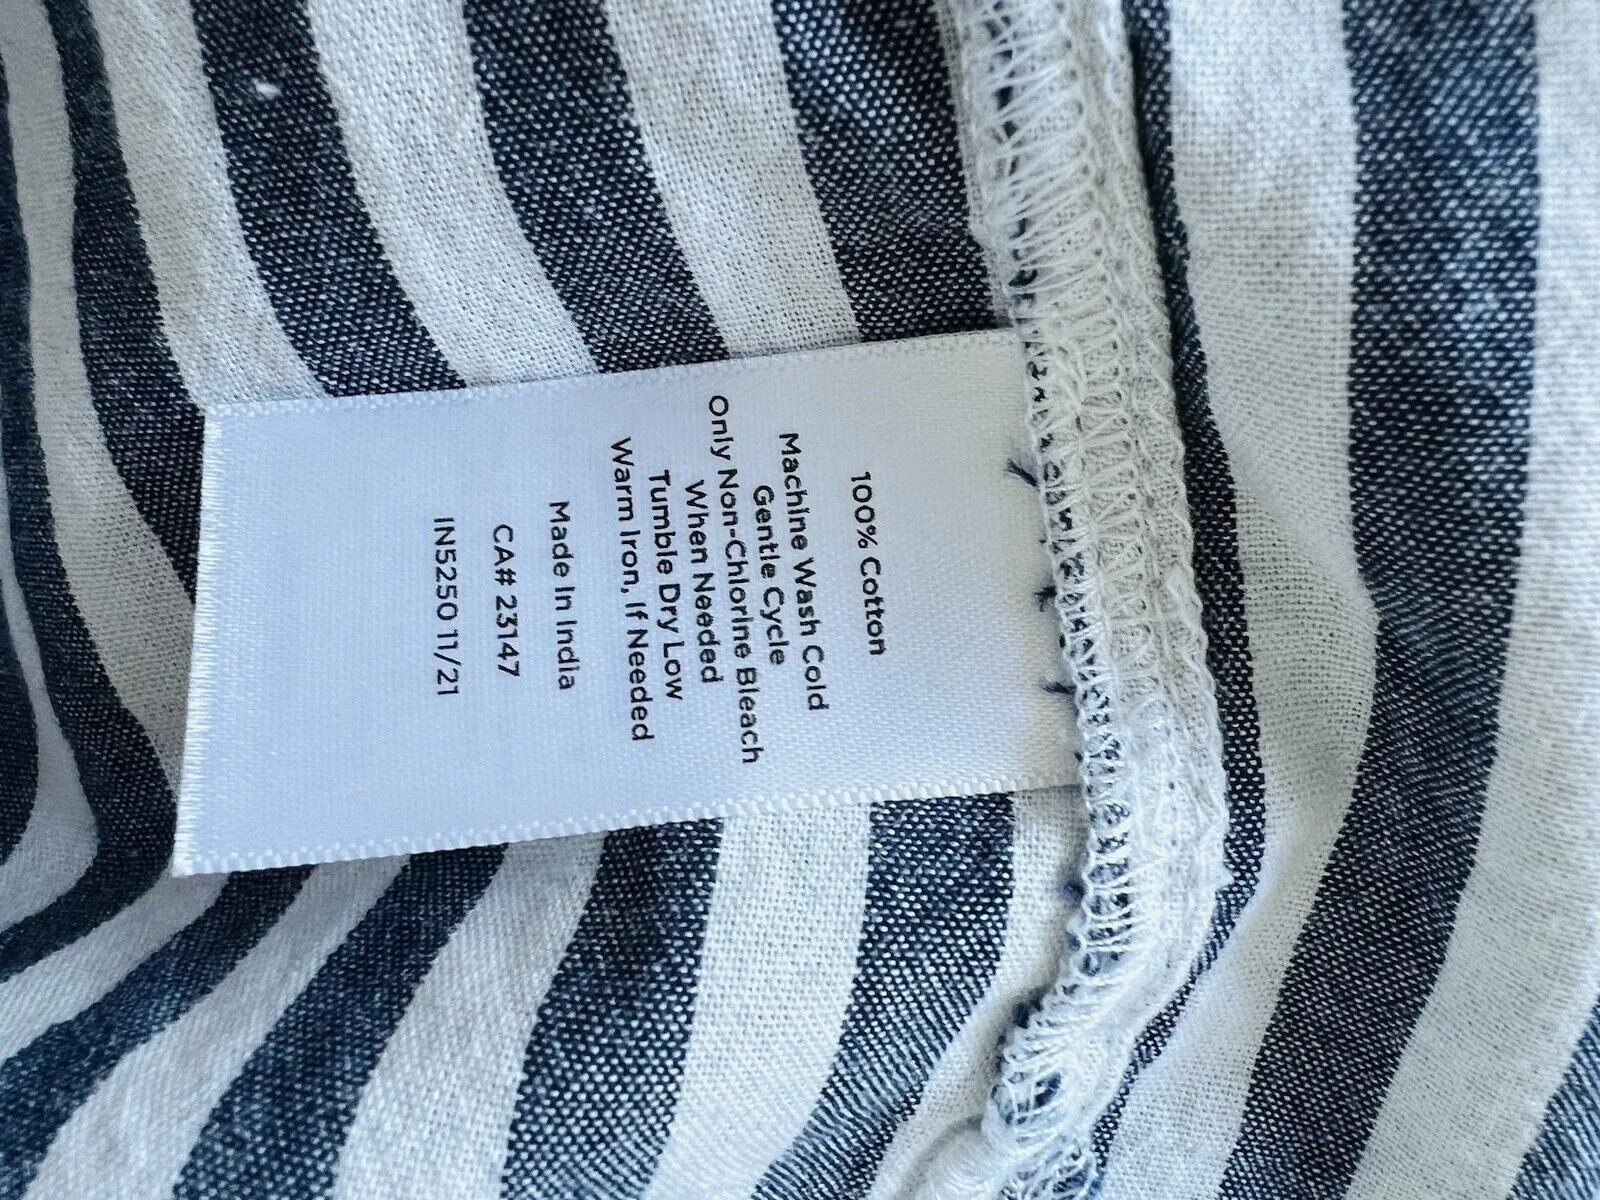 100% Cotton
Machine Wash Cold
Gentle Cycle
Only Non-Chlorine Bleach
When Needed
Tumble Dry Low
Warm Iron, If Needed
Made In India
CA# 23147
IN5250 11/21